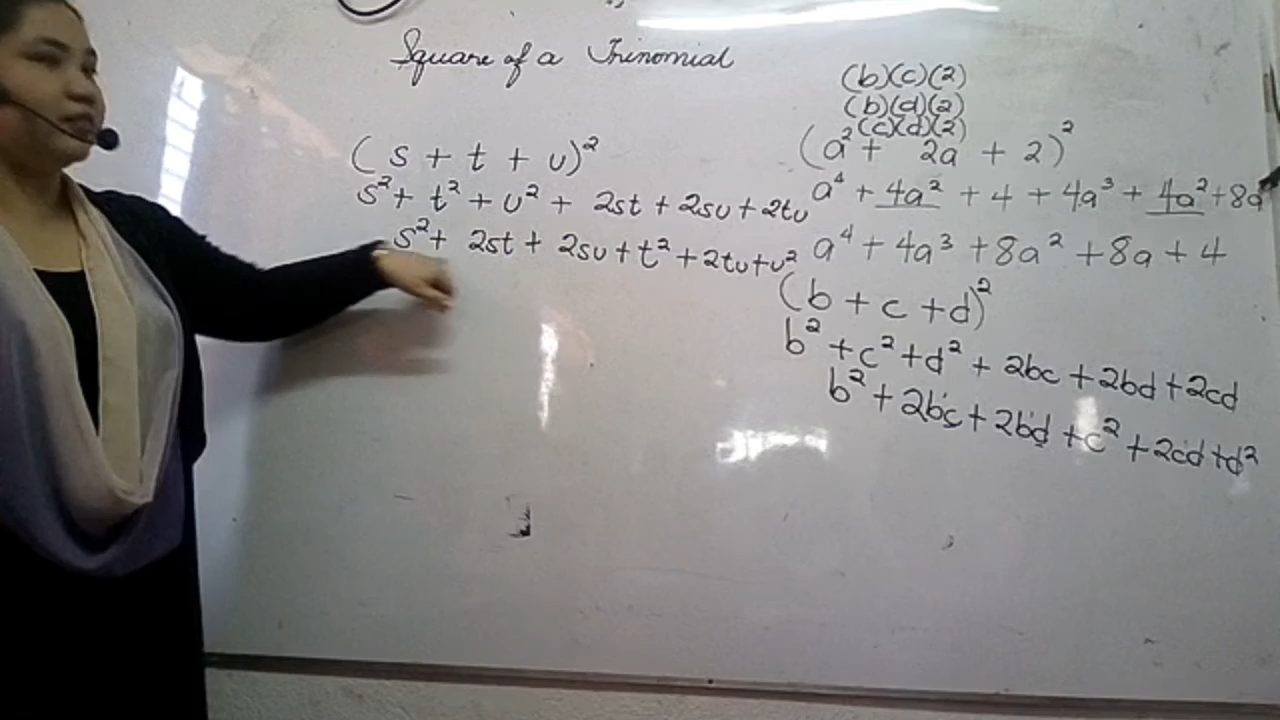 Square of a Trinomial
(s + t + u)²
s² + t² + u² + 2st + 2su + 2tu
s² + 2st + 2su + t² + 2tu + u²
(b)(c)(2)
(b)(d)(2)
(c)(d)(2)
(a² + 2a + 2)²
a⁴ + 4a² + 4 + 4a³ + 4a² + 8a
a⁴ + 4a³ + 8a² + 8a + 4
(b + c + d)²
b² + c² + d² + 2bc + 2bd + 2cd
b² + 2bc + 2bd + c² + 2cd + d²